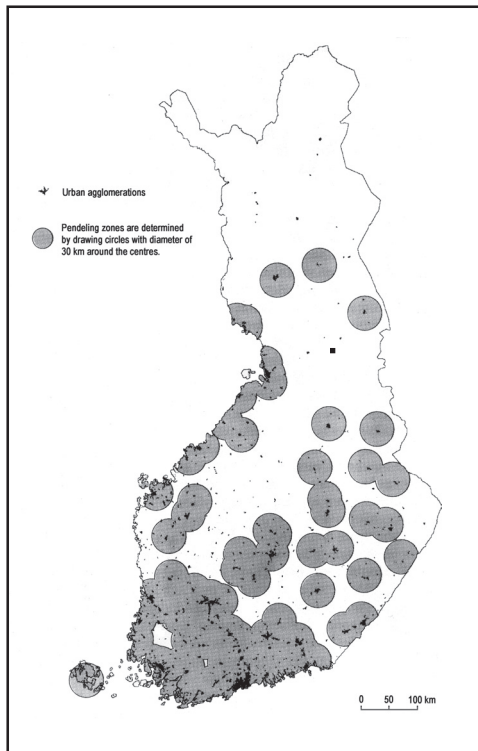 Urban agglomerations
Pendeling zones are determined
by drawing circles with diameter of
30 km around the centres.
0 50 100 km